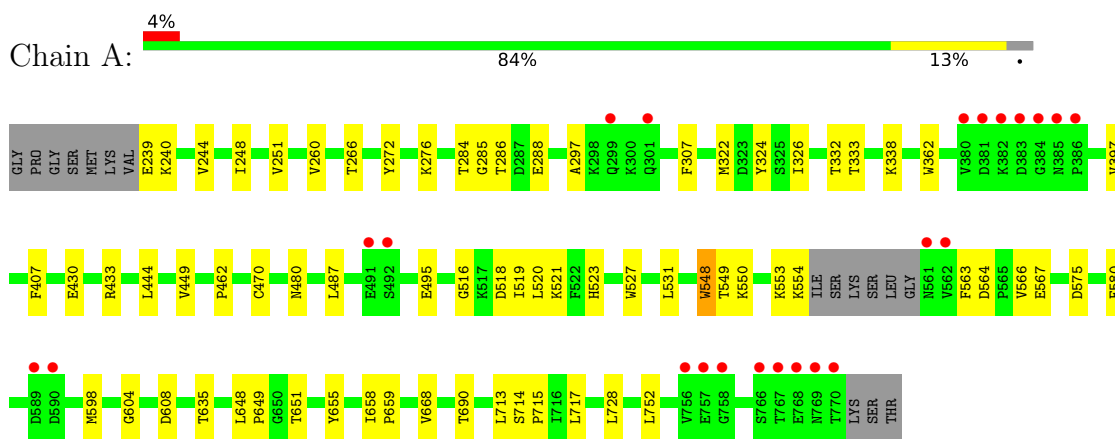 4%
Chain A:
84% 13% •
GLY PRO GLY SER MET LYS VAL E239 K240 V244 I248 V251 V260 T266 Y272 K276 T284 G285 T286 D287 E288 A297 K298 Q299 K300 Q301 F307 M322 D323 Y324 S325 I326 T332 T333 K338 W362 V380 D381 K382 D383 G384 N385 P386
F407 E430 R433 L444 V449 P462 C470 N480 L487 E491 S492 E495 G516 K517 D518 I519 L520 K521 F522 H523 W527 L531 W548 T549 K550 K553 K554 ILE SER LYS SER LEU GLY N561 V562 F563 D564 P565 V566 E567 D575
D589 D590 M598 G604 D608 T635 L648 P649 G650 T651 Y655 I658 P659 V668 T690 L713 S714 P715 I716 L717 L728 L752 V756 E757 G758 S766 T767 E768 N769 T770 LYS SER THR